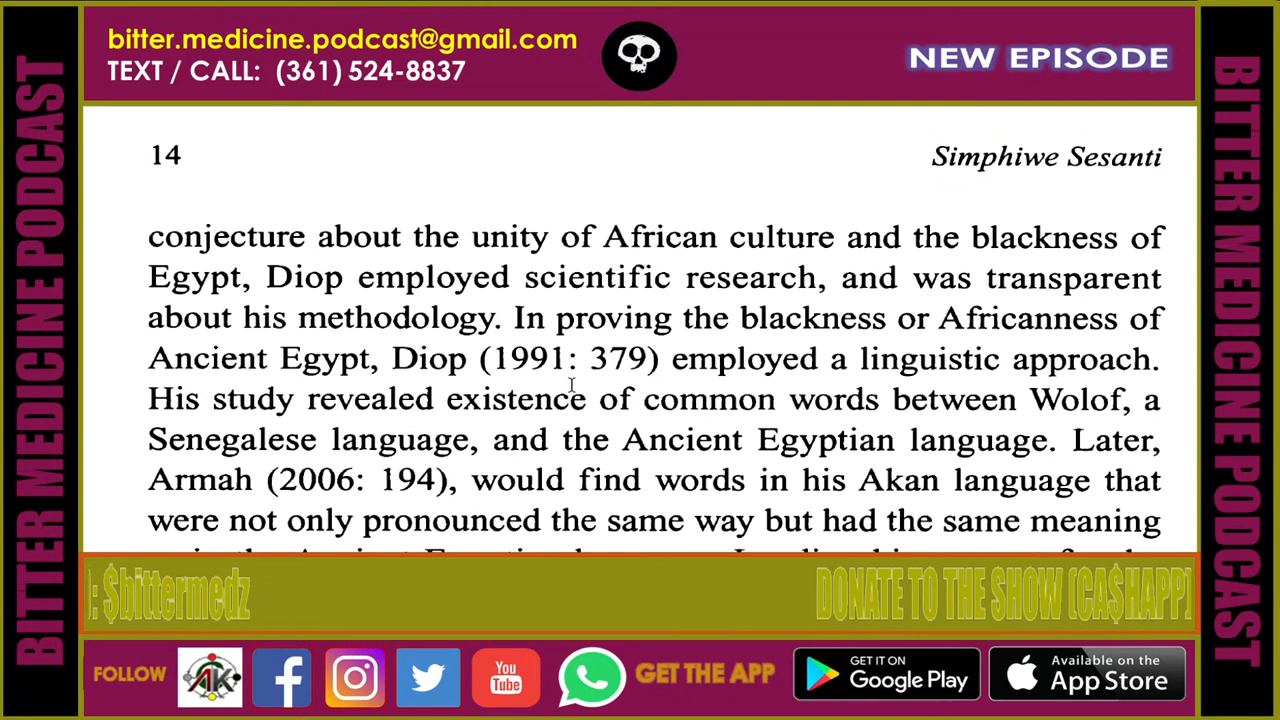 bitter.medicine.podcast@gmail.com
TEXT / CALL: (361) 524-8837
NEW EPISODE
BITTER MEDICINE PODCAST
BITTER MEDICINE PODCAST
14
Simphiwe Sesanti
conjecture about the unity of African culture and the blackness of
Egypt, Diop employed scientific research, and was transparent
about his methodology. In proving the blackness or Africanness of
Ancient Egypt, Diop (1991: 379) employed a linguistic approach.
His study revealed existence of common words between Wolof, a
Senegalese language, and the Ancient Egyptian language. Later,
Armah (2006: 194), would find words in his Akan language that
were not only pronounced the same way but had the same meaning
: $bittermedz
DONATE TO THE SHOW (CA$HAPP)
FOLLOW
ATK
You
Tube
GET THE APP
GET IT ON
Google Play
Available on the
App Store